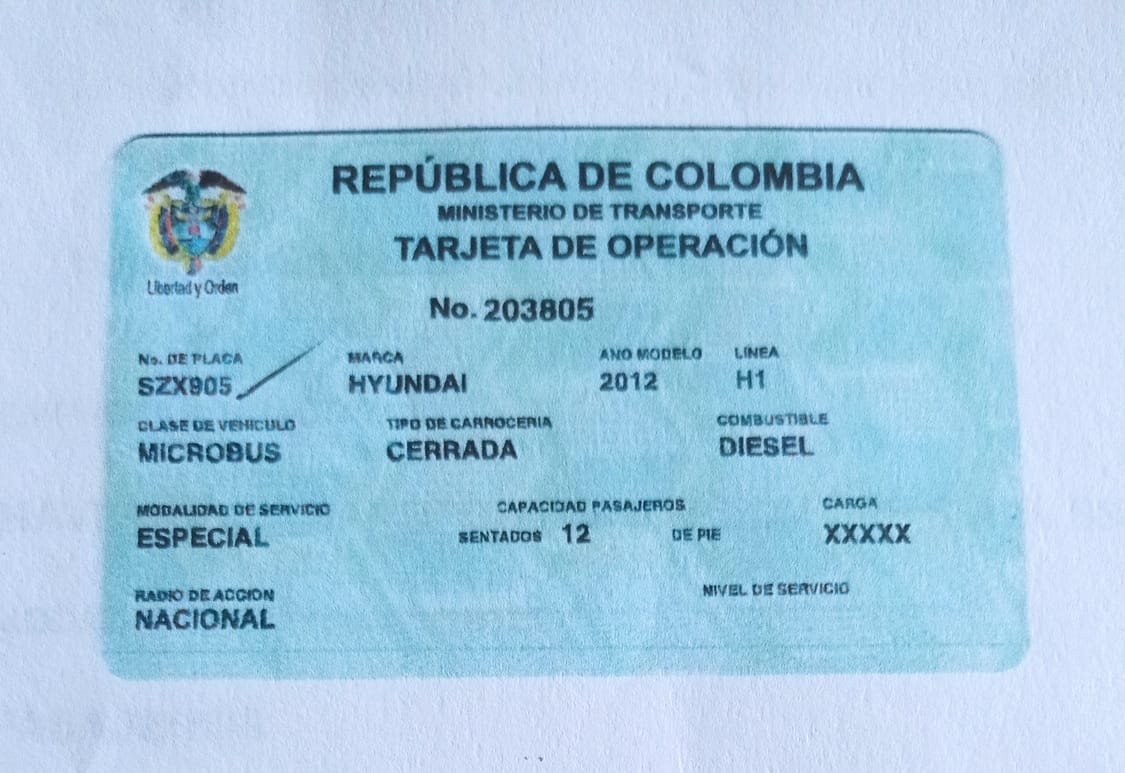 REPÚBLICA DE COLOMBIA
MINISTERIO DE TRANSPORTE
TARJETA DE OPERACIÓN
Libertad y Orden
No. 203805
No. DE PLACA MARCA ANO MODELO LINEA
SZX905 HYUNDAI 2012 H1
CLASE DE VEHICULO TIPO DE CARROCERIA COMBUSTIBLE
MICROBUS CERRADA DIESEL
MODALIDAD DE SERVICIO CAPACIDAD PASAJEROS CARGA
ESPECIAL SENTADOS 12 DE PIE XXXXX
RADIO DE ACCION NIVEL DE SERVICIO
NACIONAL